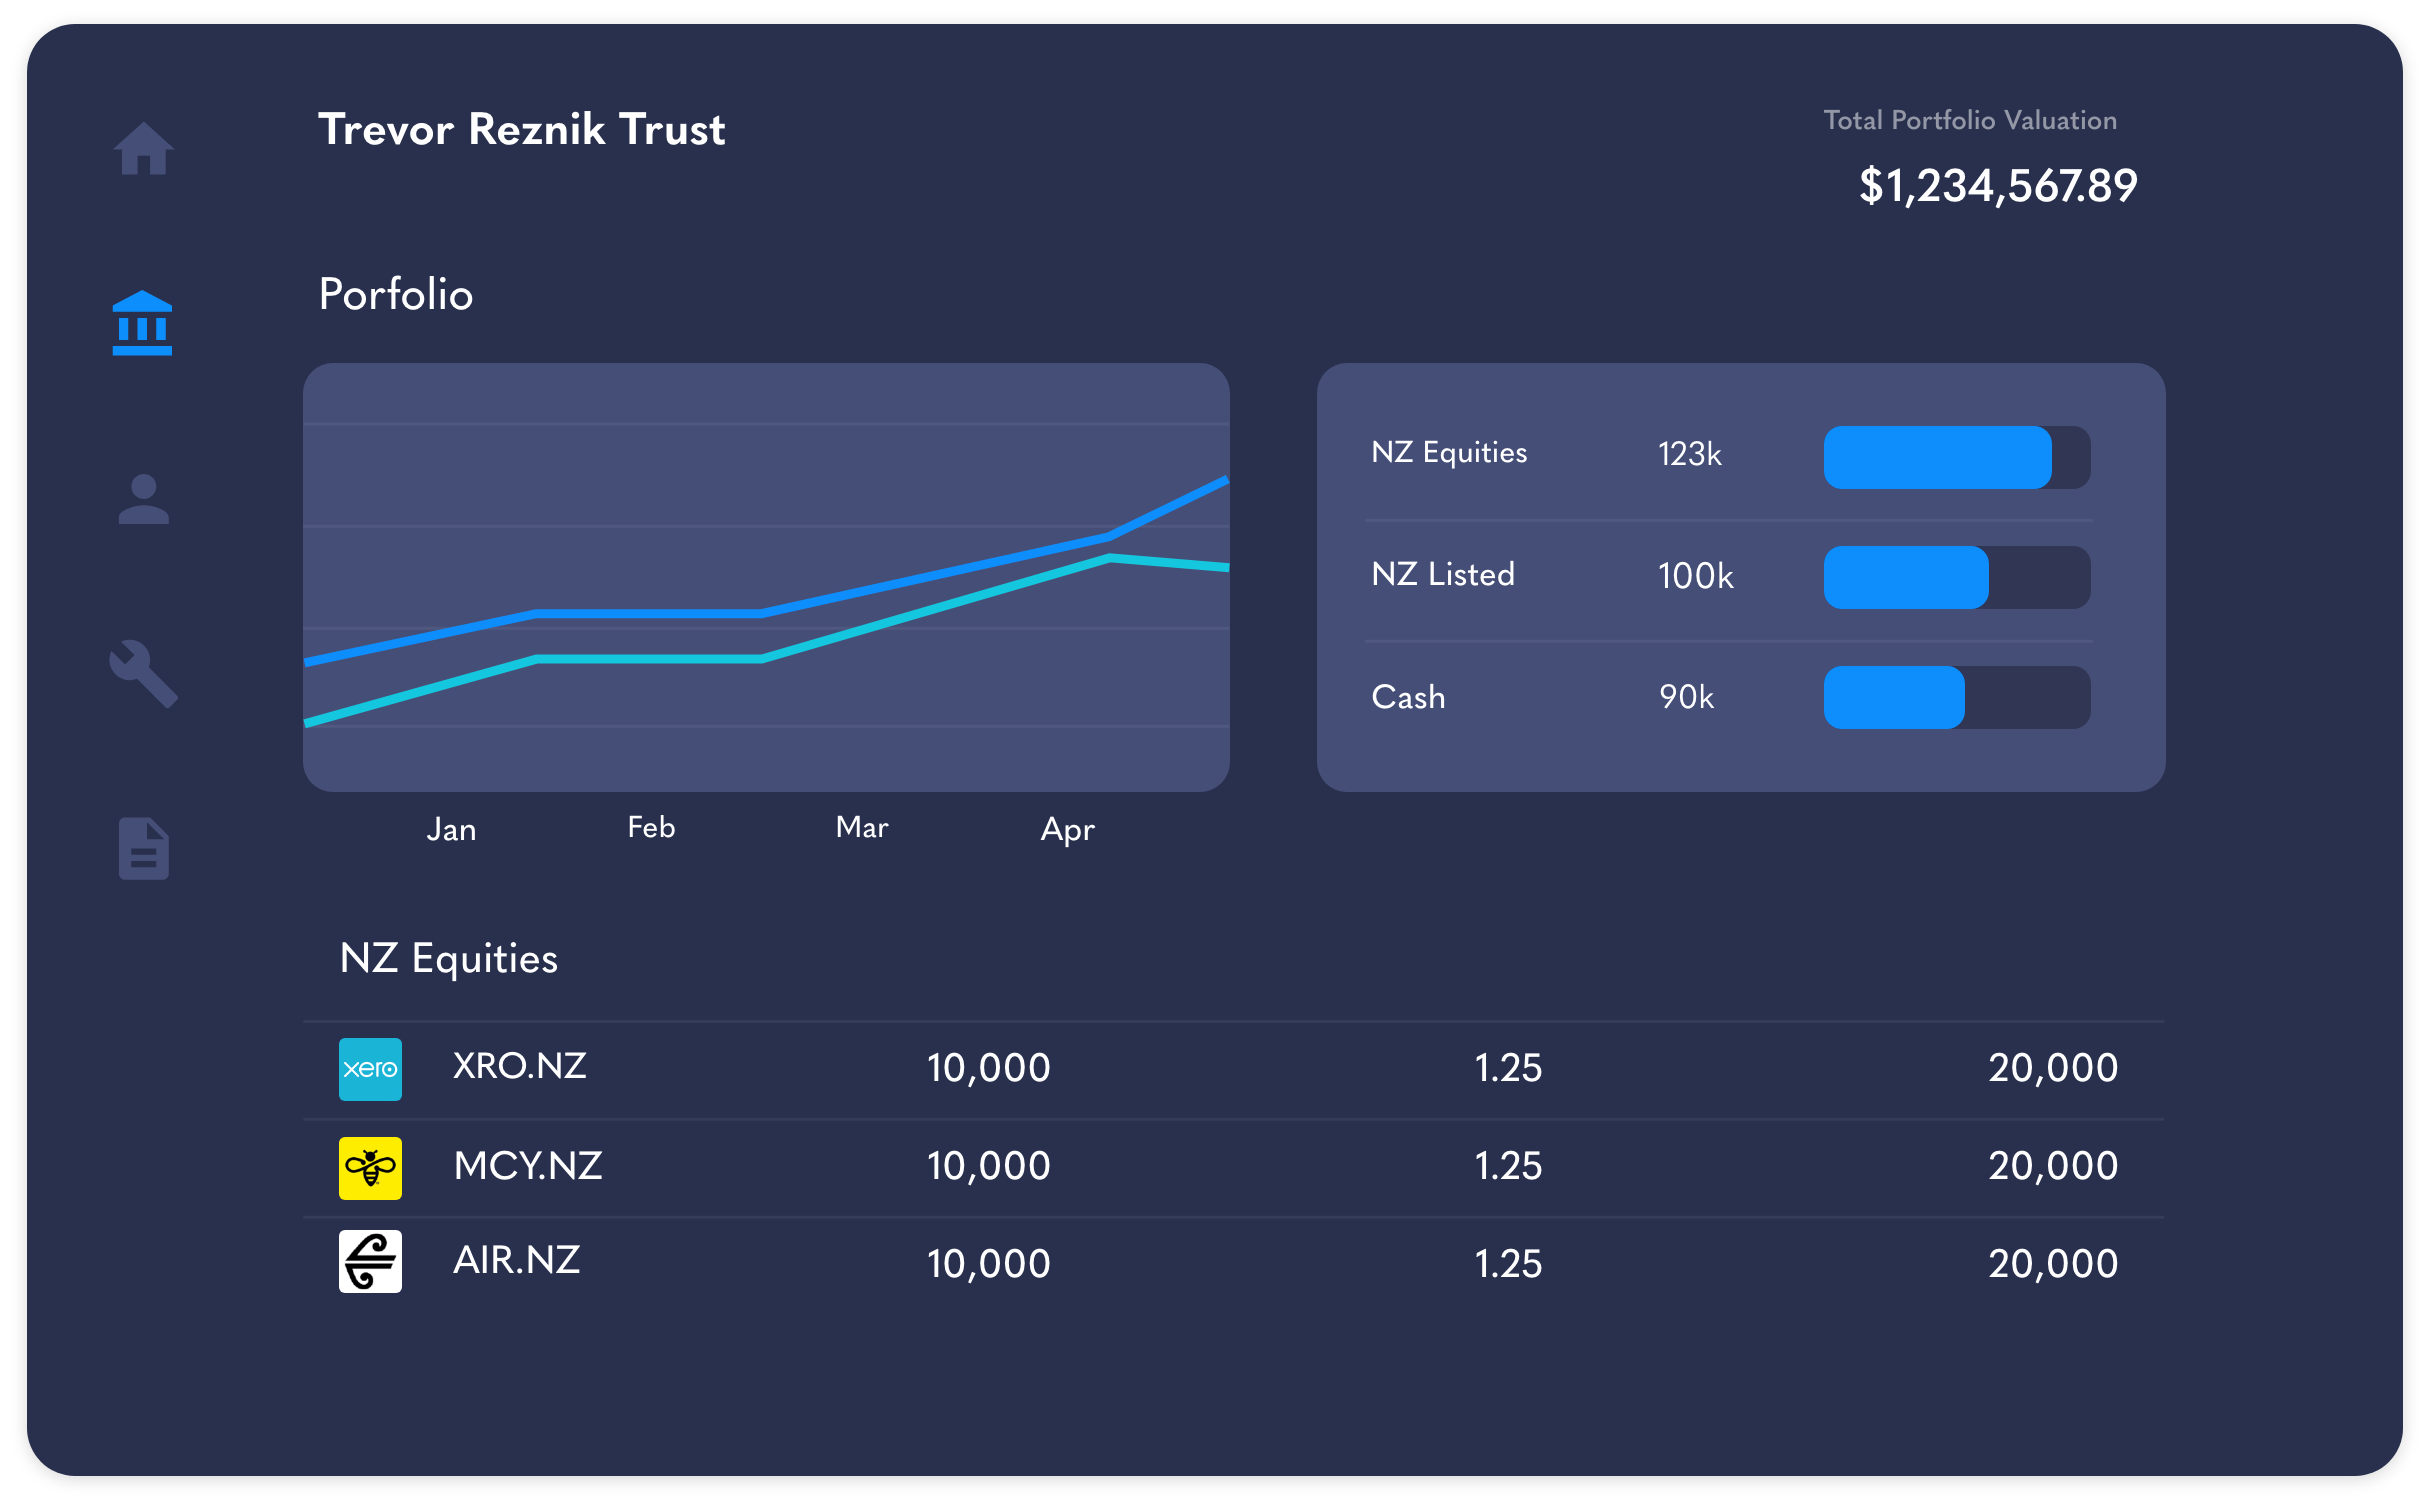 Trevor Reznik Trust
Total Portfolio Valuation
$1,234,567.89
Porfolio
NZ Equities 123k
NZ Listed 100k
Cash 90k
Jan Feb Mar Apr
NZ Equities
xero XRO.NZ 10,000 1.25 20,000
MCY.NZ 10,000 1.25 20,000
AIR.NZ 10,000 1.25 20,000